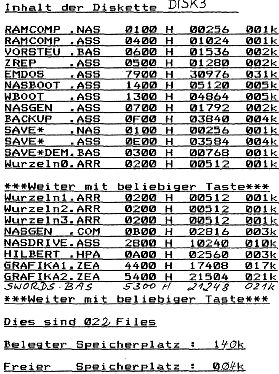 Inhalt der Diskette DISK3
RAMCOMP .NAS 0100 H 00256 001k
RAMCOMP .ASS 0400 H 01024 001k
VORSTEU .BAS 0600 H 01536 002k
ZREP .ASS 0500 H 01280 002k
EMDOS .ASS 7900 H 30976 031k
NASBOOT .ASS 1400 H 05120 005k
WBOOT .ASS 1300 H 04864 005k
NASGEN .ASS 0700 H 01792 002k
BACKUP .ASS 0F00 H 03840 004k
SAVE* .NAS 0100 H 00256 001k
SAVE* .ASS 0E00 H 03584 004k
SAVE*DEM.BAS 0300 H 00768 001k
Wurzeln0.ARR 0200 H 00512 001k
***Weiter mit beliebiger Taste***
Wurzeln1.ARR 0200 H 00512 001k
Wurzeln2.ARR 0200 H 00512 001k
Wurzeln3.ARR 0200 H 00512 001k
NASGEN .COM 0B00 H 02816 003k
NASDRIVE.ASS 2800 H 10240 010k
HILBERT .HPA 0A00 H 02560 003k
GRAFIKA1.ZEA 4400 H 17408 017k
GRAFIKA2.ZEA 5400 H 21504 021k
SWORDS.BAS 5300 H 21248 021k
***Weiter mit beliebiger Taste***
Dies sind 022 Files
Belegter Speicherplatz : 140k
Freier Speicherplatz : 004k